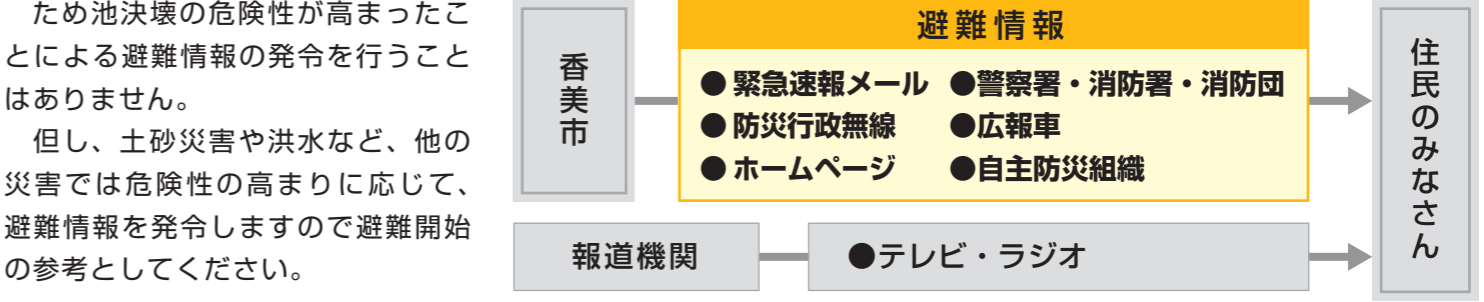 ため池決壊の危険性が高まったこ
とによる避難情報の発令を行うこと
はありません。
但し、土砂災害や洪水など、他の
災害では危険性の高まりに応じて、
避難情報を発令しますので避難開始
の参考としてください。
香美市
避難情報
●緊急速報メール ●警察署・消防署・消防団
●防災行政無線 ●広報車
●ホームページ ●自主防災組織
報道機関
●テレビ・ラジオ
住民のみなさん